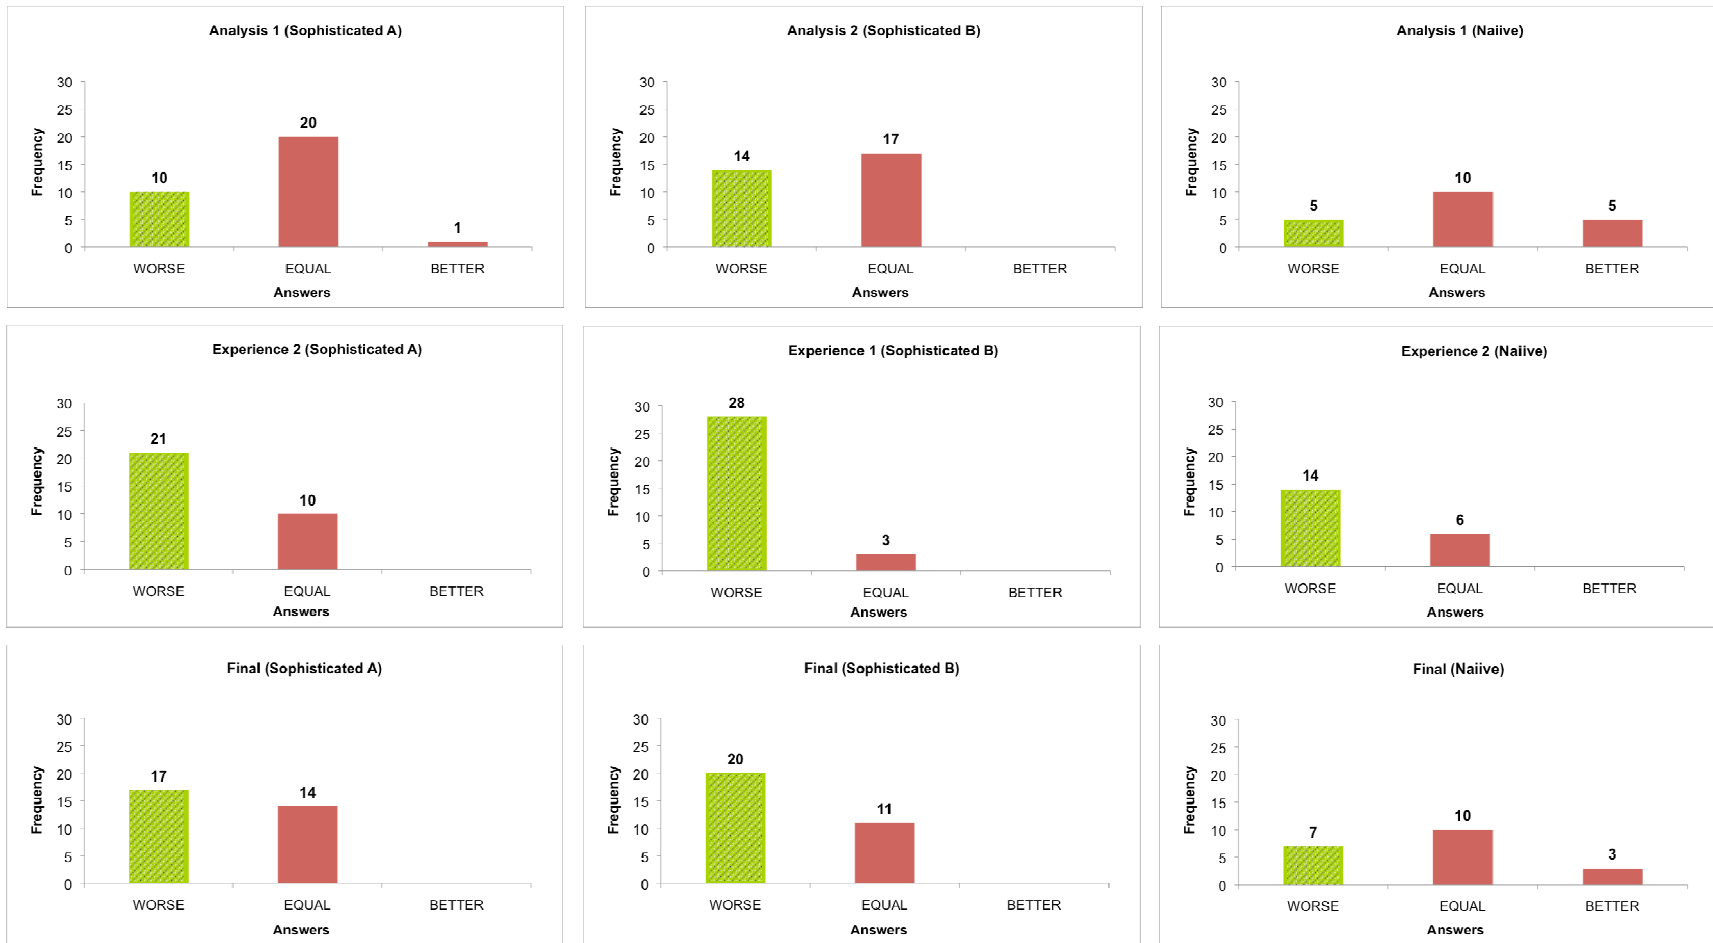 Analysis 1 (Sophisticated A)
30
25
20
15
10
5
0
Frequency
10
20
1
WORSE EQUAL BETTER
Answers
Analysis 2 (Sophisticated B)
30
25
20
15
10
5
0
Frequency
14
17
WORSE EQUAL BETTER
Answers
Analysis 1 (Naiive)
30
25
20
15
10
5
0
Frequency
5
10
5
WORSE EQUAL BETTER
Answers
Experience 2 (Sophisticated A)
30
25
20
15
10
5
0
Frequency
21
10
WORSE EQUAL BETTER
Answers
Experience 1 (Sophisticated B)
30
25
20
15
10
5
0
Frequency
28
3
WORSE EQUAL BETTER
Answers
Experience 2 (Naiive)
30
25
20
15
10
5
0
Frequency
14
6
WORSE EQUAL BETTER
Answers
Final (Sophisticated A)
30
25
20
15
10
5
0
Frequency
17
14
WORSE EQUAL BETTER
Answers
Final (Sophisticated B)
30
25
20
15
10
5
0
Frequency
20
11
WORSE EQUAL BETTER
Answers
Final (Naiive)
30
25
20
15
10
5
0
Frequency
7
10
3
WORSE EQUAL BETTER
Answers